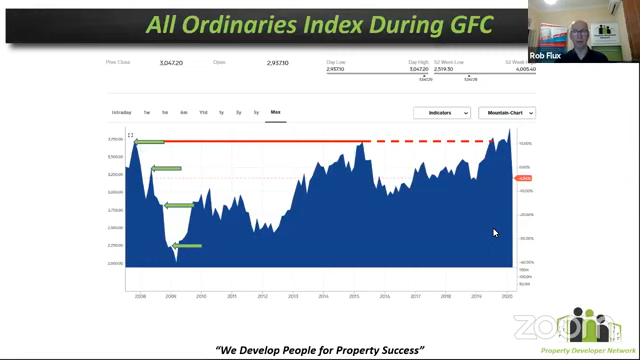 All Ordinaries Index During GFC
Rob Flux
Prev Close 3,047.20 Open 2,937.10 Day Low 2,937.10 Day High 3,047.20 52 Week Low 2,519.30 52 Week High 4,005.40
Intraday 1w 1m 6m Ytd 1y 3y 5y Max
Indicators Mountain-Chart
2008 2009 2010 2011 2012 2013 2014 2015 2016 2017 2018 2019 2020
zoom
Property Developer Network
“We Develop People for Property Success”